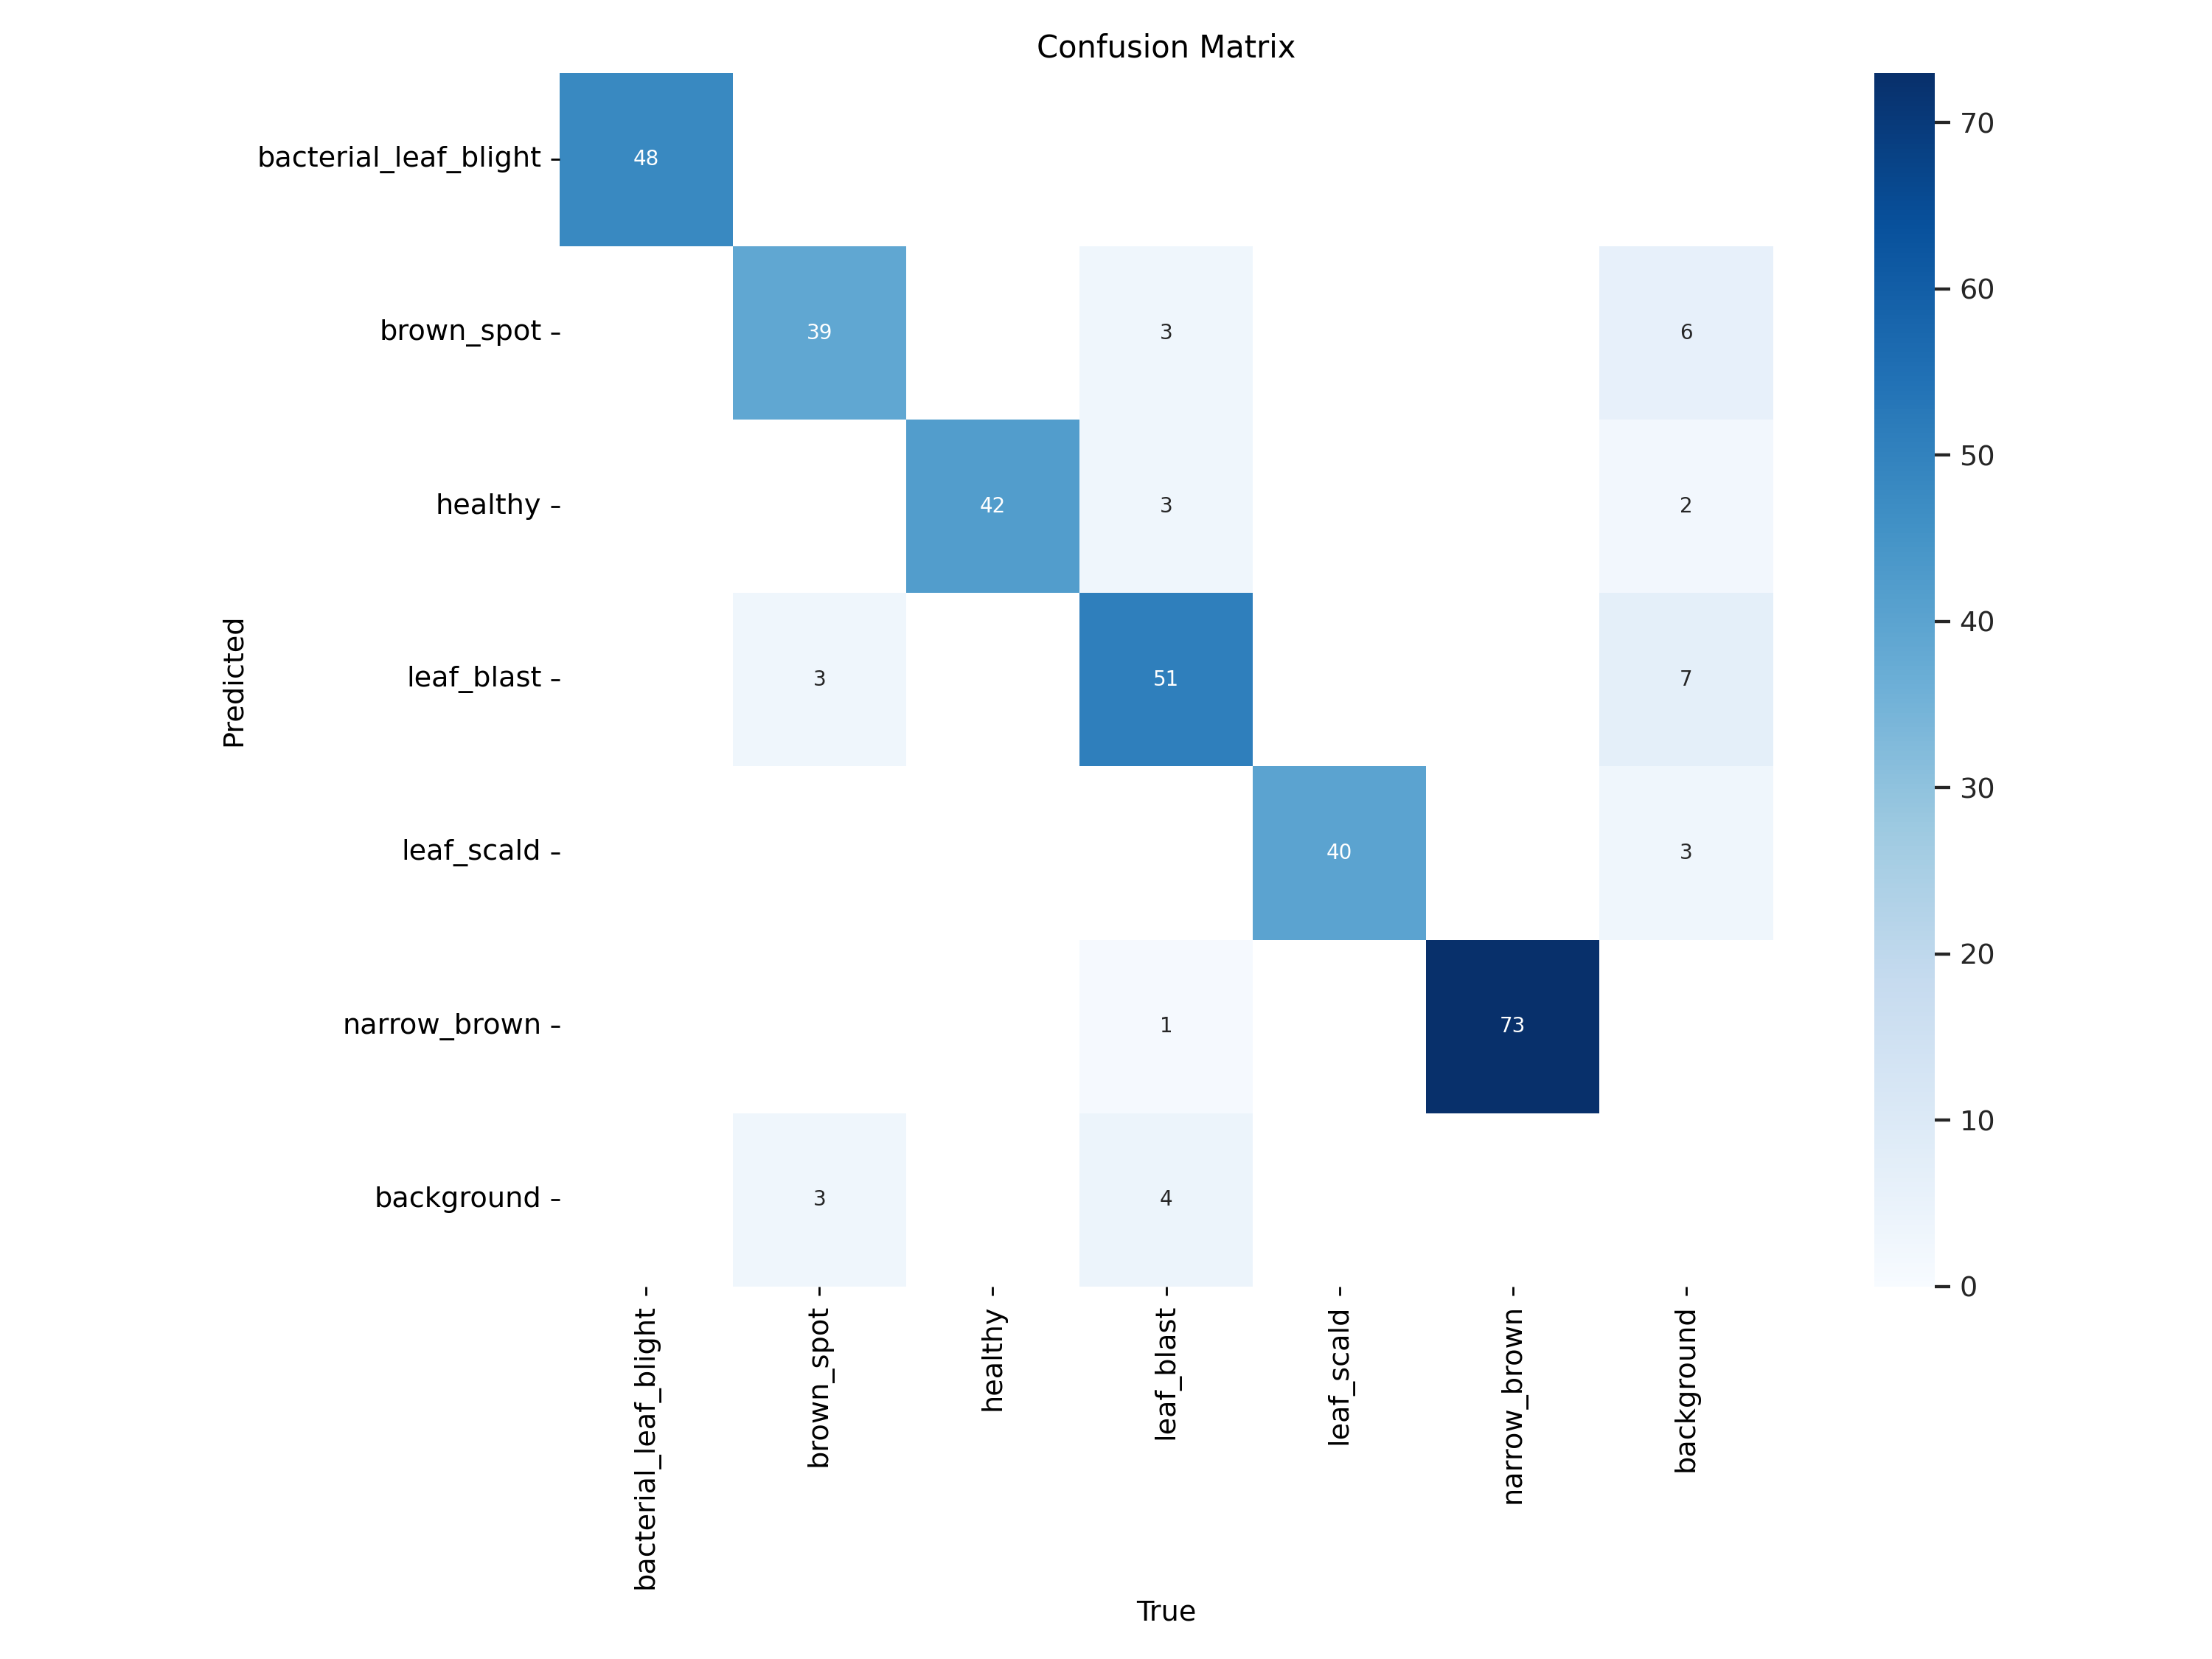 Confusion Matrix
bacterial_leaf_blight
48
brown_spot
39
3
6
healthy
42
3
2
leaf_blast
3
51
7
leaf_scald
40
3
narrow_brown
1
73
background
3
4
Predicted
bacterial_leaf_blight
brown_spot
healthy
leaf_blast
leaf_scald
narrow_brown
background
True
70
60
50
40
30
20
10
0